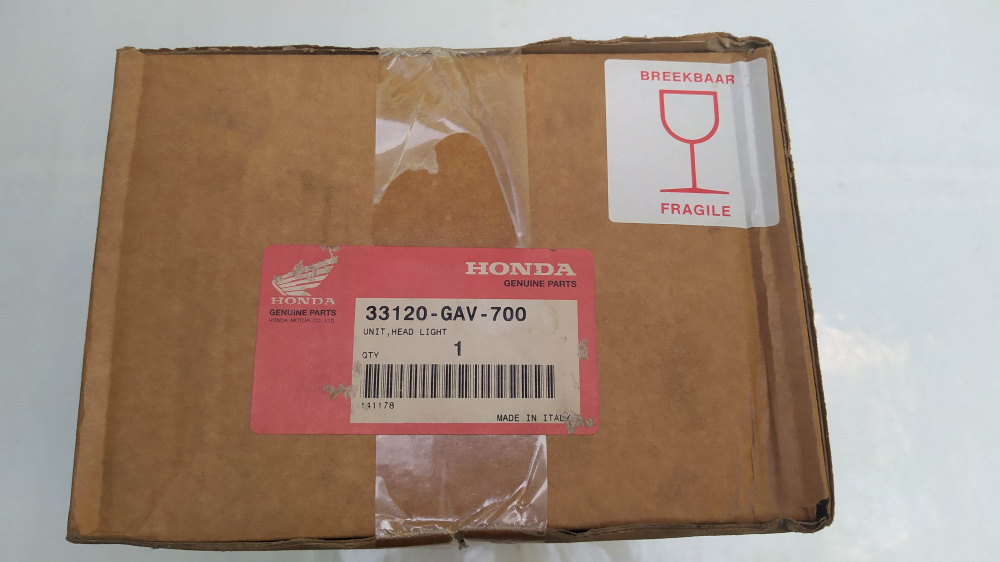 BREEKBAAR
FRAGILE
HONDA
GENUINE PARTS
HONDA MOTOR CO., LTD.
HONDA
GENUINE PARTS
33120-GAV-700
UNIT,HEAD LIGHT
QTY 1
141178
MADE IN ITALY